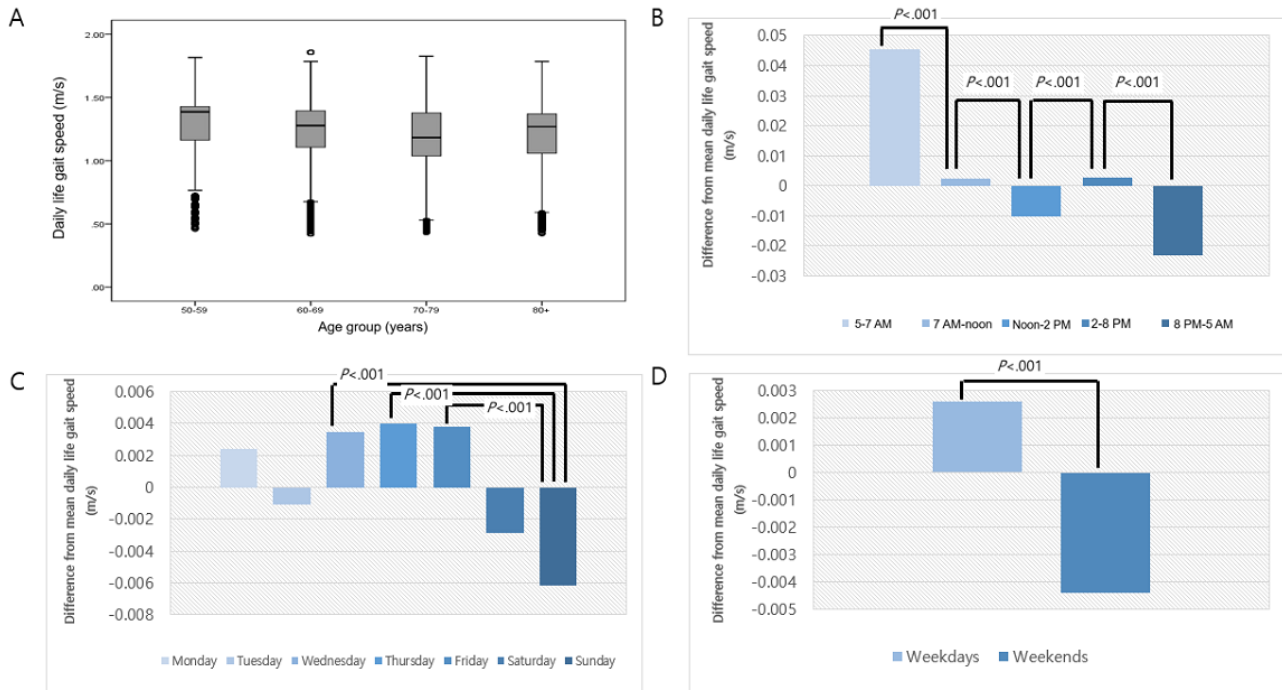 A
Daily life gait speed (m/s)
2.00
1.50
1.00
.50
.00
50-59 60-69 70-79 80+
Age group (years)
B
Difference from mean daily life gait speed
(m/s)
0.05
0.04
0.03
0.02
0.01
0
-0.01
-0.02
-0.03
P<.001
P<.001 P<.001 P<.001
5-7 AM 7 AM-noon Noon-2 PM 2-8 PM 8 PM-5 AM
C
Difference from mean daily life gait speed
(m/s)
0.006
0.004
0.002
0
-0.002
-0.004
-0.006
-0.008
P<.001
P<.001
P<.001
Monday Tuesday Wednesday Thursday Friday Saturday Sunday
D
Difference from mean daily life gait speed
(m/s)
0.003
0.002
0.001
0
-0.001
-0.002
-0.003
-0.004
-0.005
P<.001
Weekdays Weekends